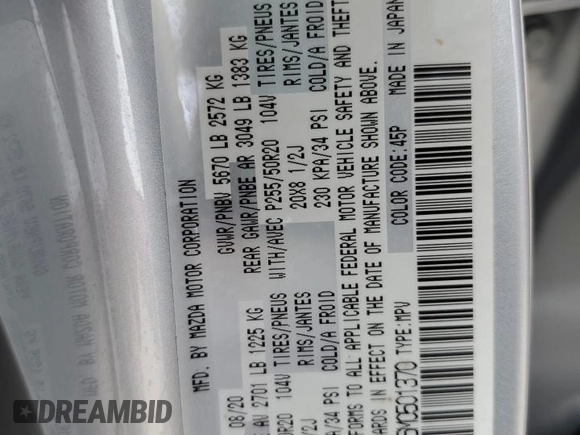 MFD. BY MAZDA MOTOR CORPORATION
08/20 GVWR/PNBV 5670 LB 2572 KG
AV 2701 LB 1225 KG REAR GAWR/PNBE AR 3049 LB 1383 KG
104V TIRES/PNEUS WITH/AVEC P255/50R20 104V TIRES/PNEUS
RIMS/JANTES 20X8 1/2J RIMS/JANTES
PSI COLD/A FROID 230 KPA/34 PSI COLD/A FROID
TO ALL APPLICABLE FEDERAL MOTOR VEHICLE SAFETY AND THEFT
IN EFFECT ON THE DATE OF MANUFACTURE SHOWN ABOVE.
0501370 TYPE: MPV COLOR CODE: 45P MADE IN JAPAN
DREAMBID